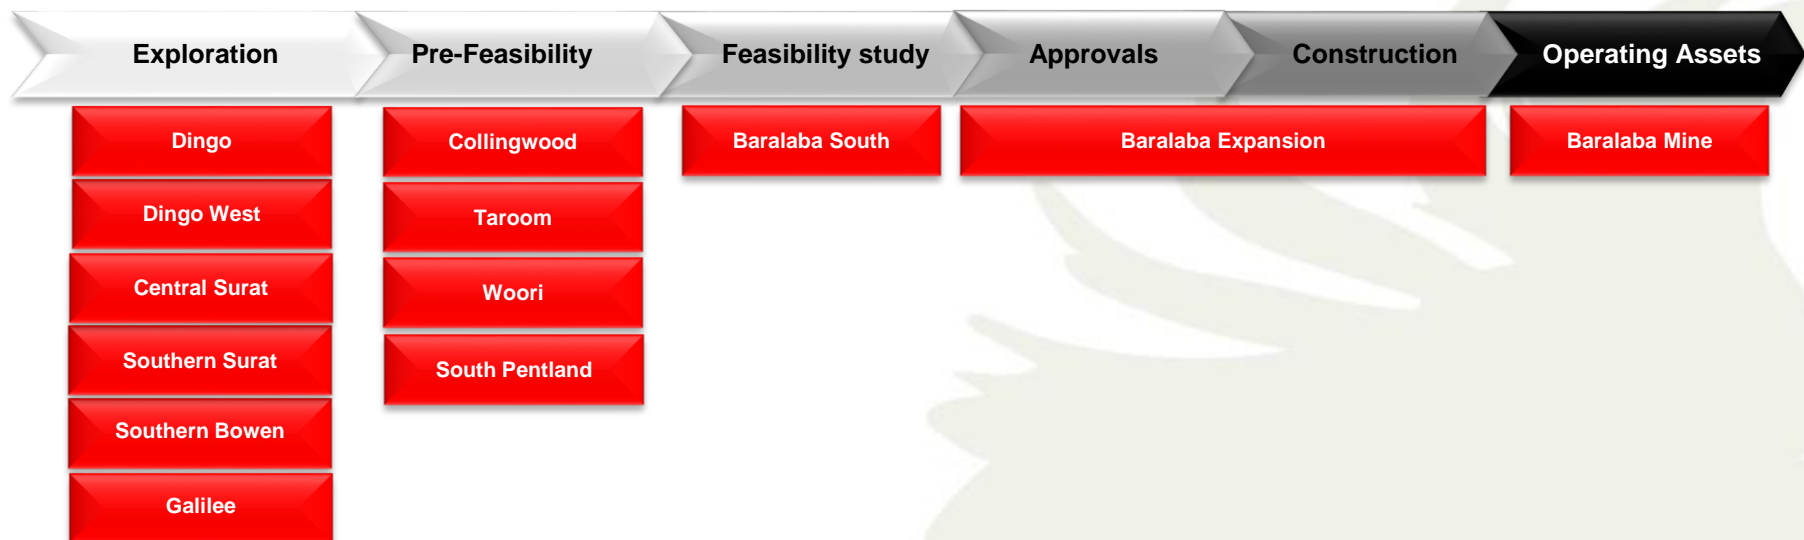 Exploration
Pre-Feasibility
Feasibility study
Approvals
Construction
Operating Assets
Dingo
Collingwood
Baralaba South
Baralaba Expansion
Baralaba Mine
Dingo West
Taroom
Central Surat
Woori
Southern Surat
South Pentland
Southern Bowen
Galilee